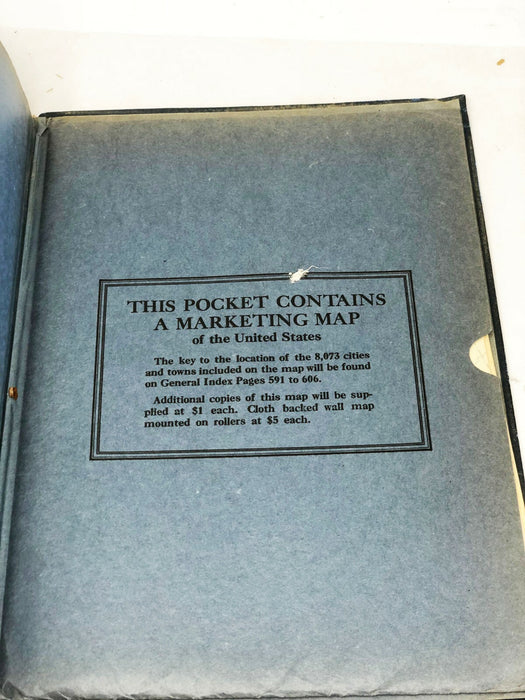 THIS POCKET CONTAINS
A MARKETING MAP
of the United States
The key to the location of the 8,073 cities
and towns included on the map will be found
on General Index Pages 591 to 606.
Additional copies of this map will be sup-
plied at $1 each. Cloth backed wall map
mounted on rollers at $5 each.